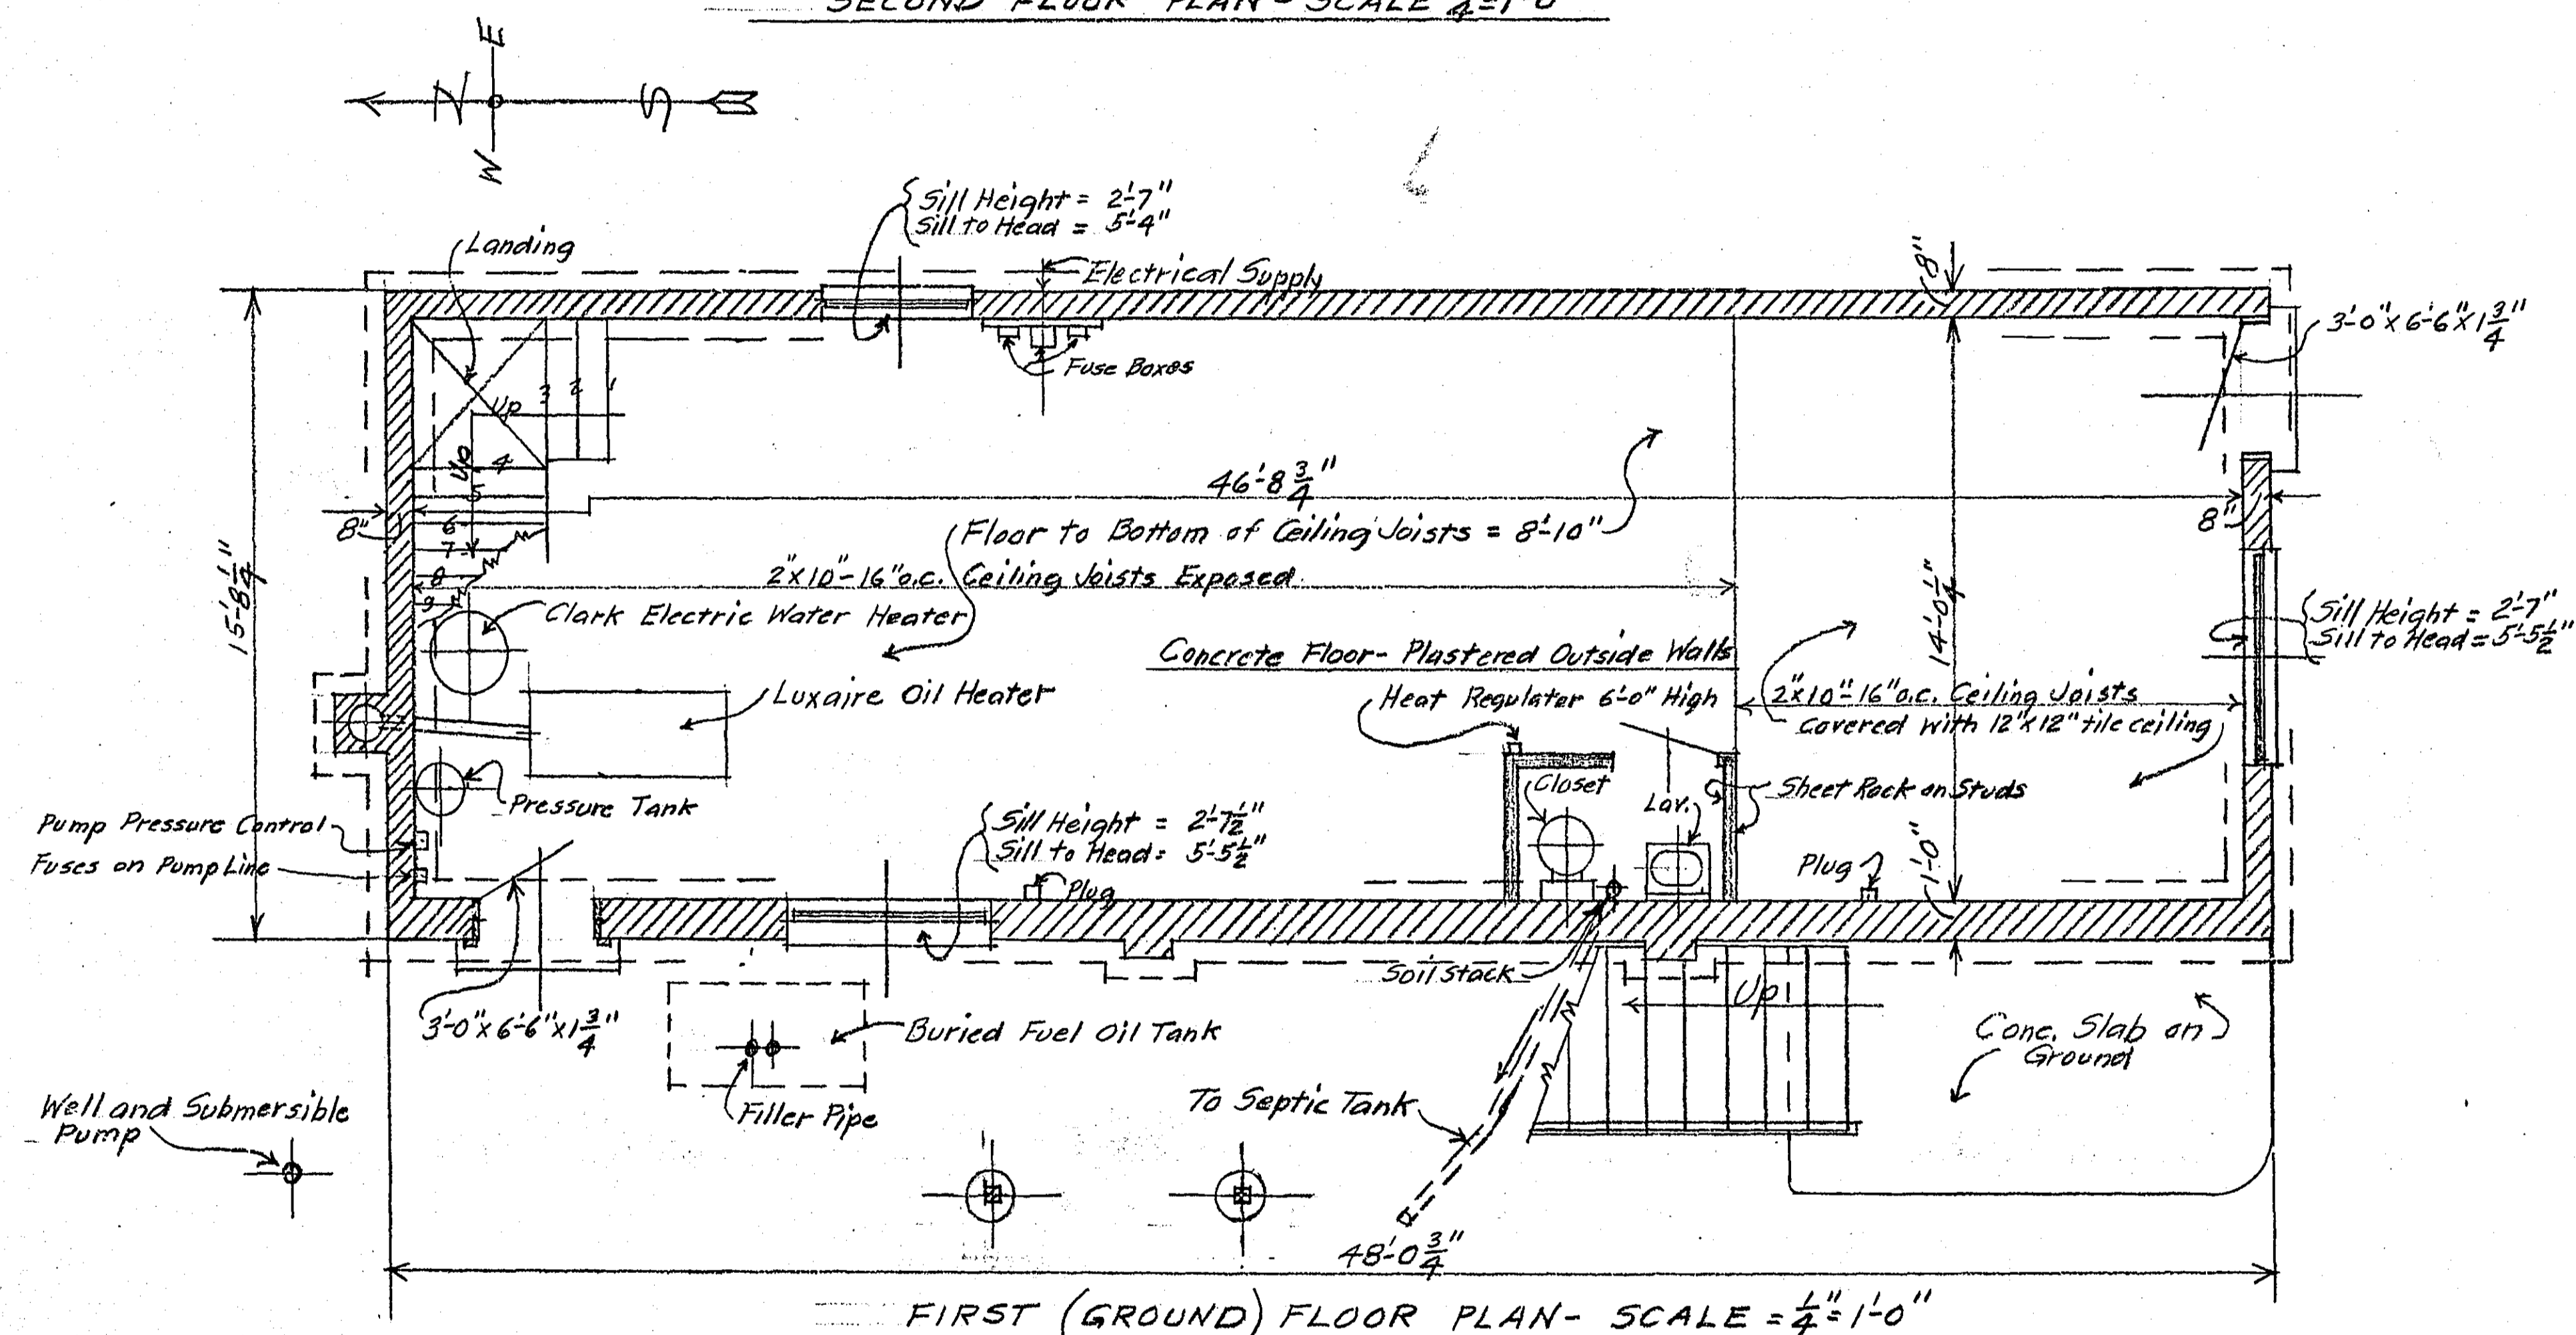 SECOND FLOOR PLAN - SCALE 1/4"=1'-0"
E
N
S
W
Sill Height = 2'-7"
Sill to Head = 5'-4"
Landing
Electrical Supply
8"
3'-0" x 6'-6" x 1 3/4"
Fuse Boxes
1
2
3
Up
Up
4
5
6
7
8
9
46'-8 3/4"
8"
8"
Floor to Bottom of Ceiling Joists = 8'-10"
15'-8 1/4"
2"x10"-16"o.c. Ceiling Joists Exposed
Clark Electric Water Heater
14'-0 1/4"
Sill Height = 2'-7"
Sill to Head = 5'-5 1/2"
Concrete Floor - Plastered Outside Walls
Luxaire Oil Heater
Heat Regulater 6'-0" High
2"x10"-16"o.c. Ceiling Joists
covered with 12"x12" tile ceiling
Closet
Lav.
Sheet Rock on Studs
Pressure Tank
Pump Pressure Control
Sill Height = 2'-7 1/2"
Sill to Head = 5'-5 1/2"
Fuses on Pump Line
Plug
Plug
1'-0"
Soil stack
Up
3'-0" x 6'-6" x 1 3/4"
Buried Fuel Oil Tank
Conc. Slab on
Ground
Well and Submersible
Pump
Filler Pipe
To Septic Tank
48'-0 3/4"
FIRST (GROUND) FLOOR PLAN - SCALE = 1/4"=1'-0"